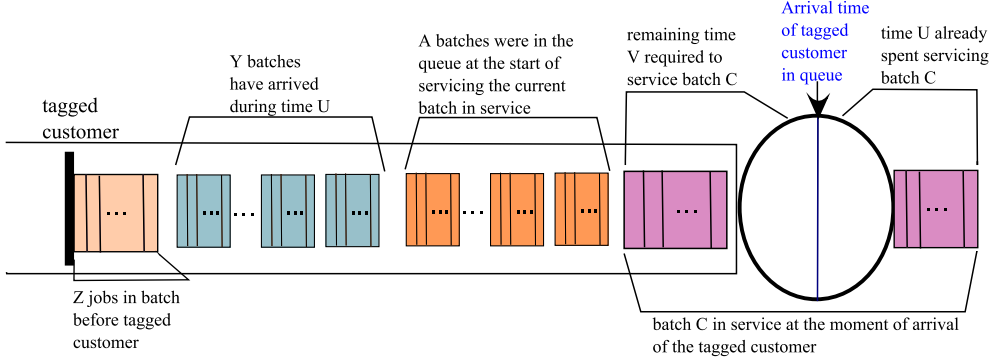 tagged
customer
Y batches
have arrived
during time U
A batches were in the
queue at the start of
servicing the current
batch in service
remaining time
V required to
service batch C
Arrival time
of tagged
customer
in queue
time U already
spent servicing
batch C
...
...
...
...
...
...
...
...
...
...
...
Z jobs in batch
before tagged
customer
batch C in service at the moment of arrival
of the tagged customer